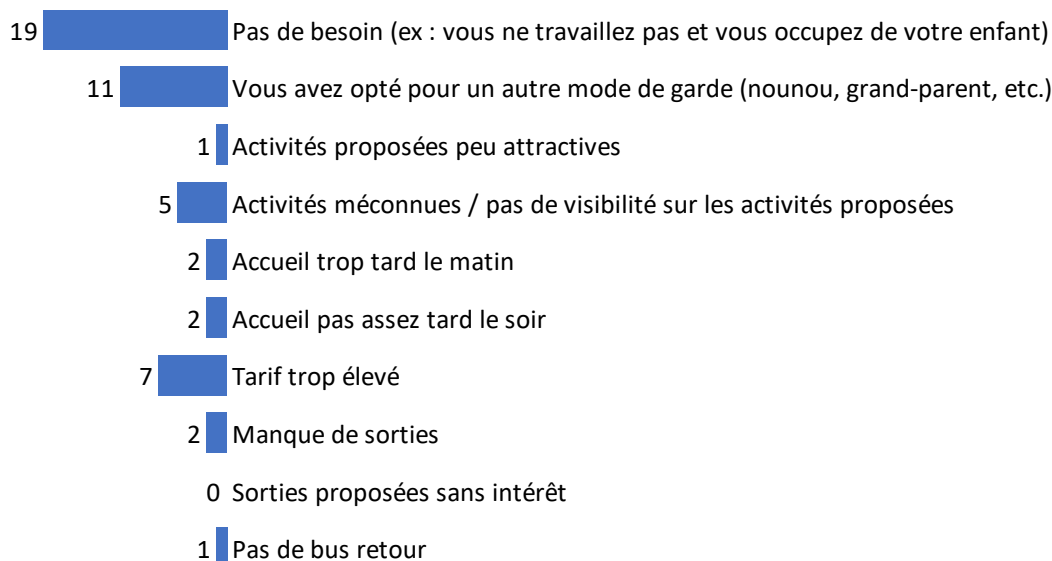 19 Pas de besoin (ex : vous ne travaillez pas et vous occupez de votre enfant)
11 Vous avez opté pour un autre mode de garde (nounou, grand-parent, etc.)
1 Activités proposées peu attractives
5 Activités méconnues / pas de visibilité sur les activités proposées
2 Accueil trop tard le matin
2 Accueil pas assez tard le soir
7 Tarif trop élevé
2 Manque de sorties
0 Sorties proposées sans intérêt
1 Pas de bus retour